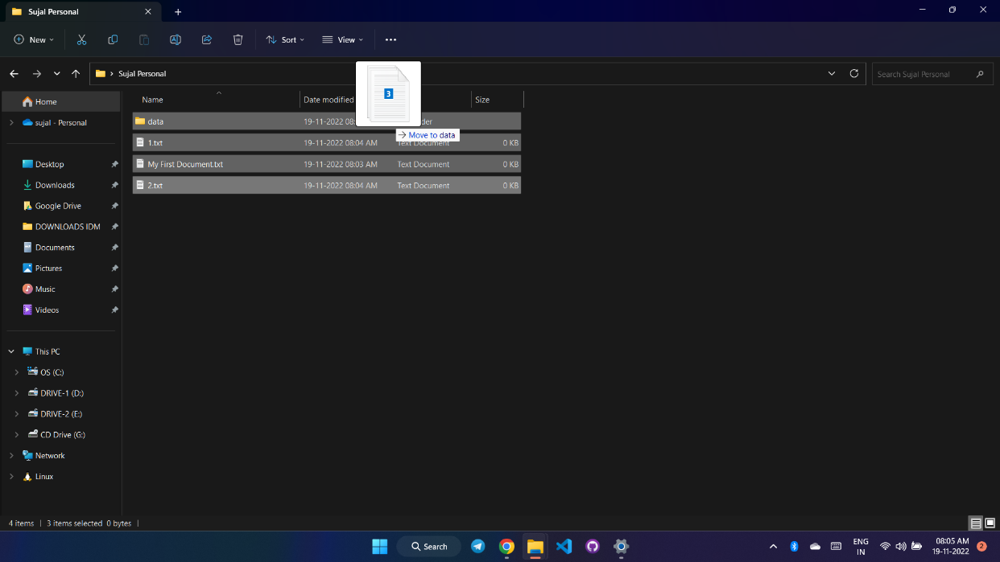 Sujal Personal
New
Sort
View
Sujal Personal
Search Sujal Personal
Name
Date modified
Size
data
19-11-2022 08:
der
Move to data
1.txt
19-11-2022 08:04 AM
Text Document
0 KB
My First Document.txt
19-11-2022 08:03 AM
Text Document
0 KB
2.txt
19-11-2022 08:04 AM
Text Document
0 KB
3
Home
sujal - Personal
Desktop
Downloads
Google Drive
DOWNLOADS IDM
Documents
Pictures
Music
Videos
This PC
OS (C:)
DRIVE-1 (D:)
DRIVE-2 (E:)
CD Drive (G:)
Network
Linux
4 items
3 items selected 0 bytes
Search
ENG
IN
08:05 AM
19-11-2022
2